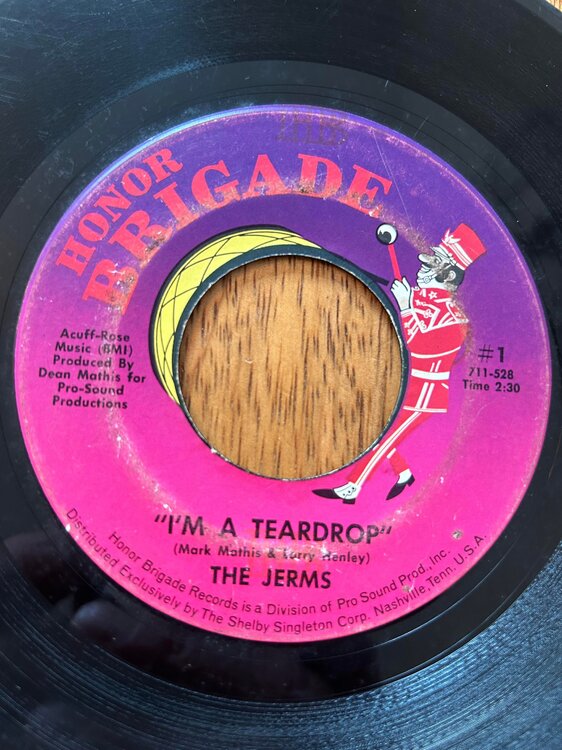 HONOR
BRIGADE
Acuff-Rose
Music (BMI)
Produced By
Dean Mathis for
Pro-Sound
Productions
#1
711-528
Time 2:30
"I'M A TEARDROP"
(Mark Mathis & Larry Henley)
THE JERMS
Honor Brigade Records is a Division of Pro Sound Prod., Inc.
Distributed Exclusively by The Shelby Singleton Corp. Nashville, Tenn. U.S.A.